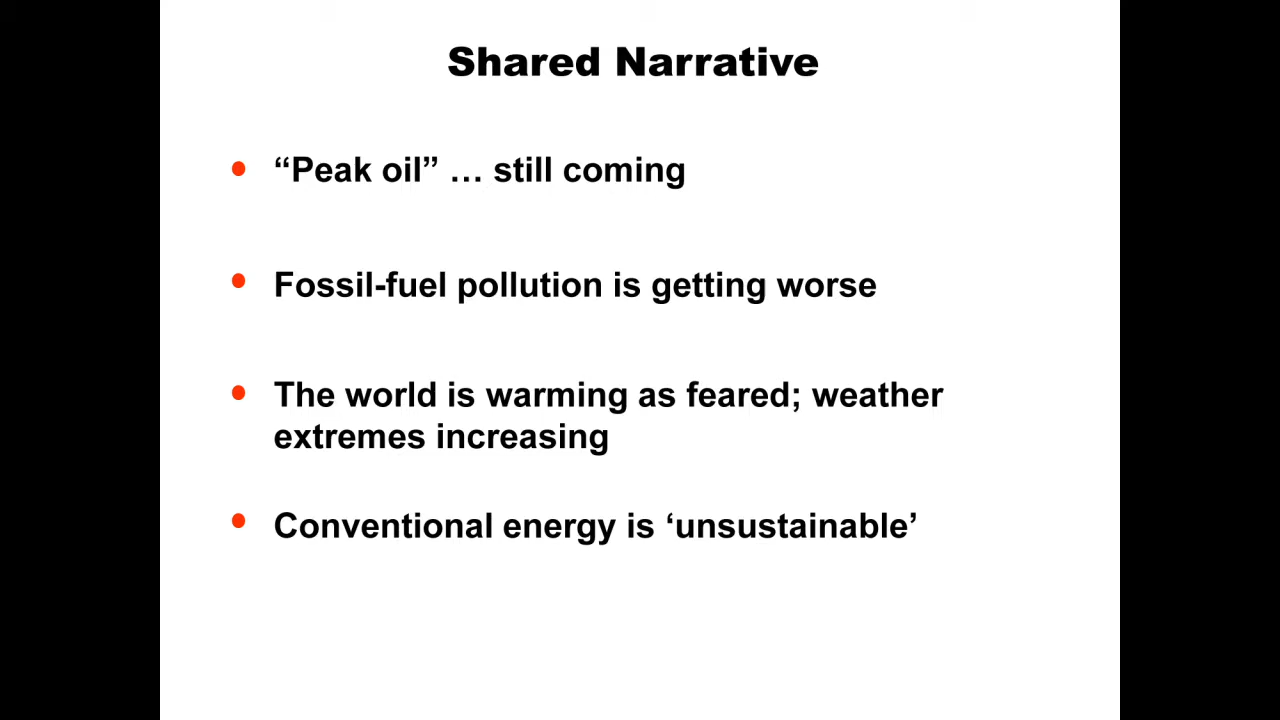 Shared Narrative
• “Peak oil” … still coming
• Fossil-fuel pollution is getting worse
• The world is warming as feared; weather
extremes increasing
• Conventional energy is ‘unsustainable’